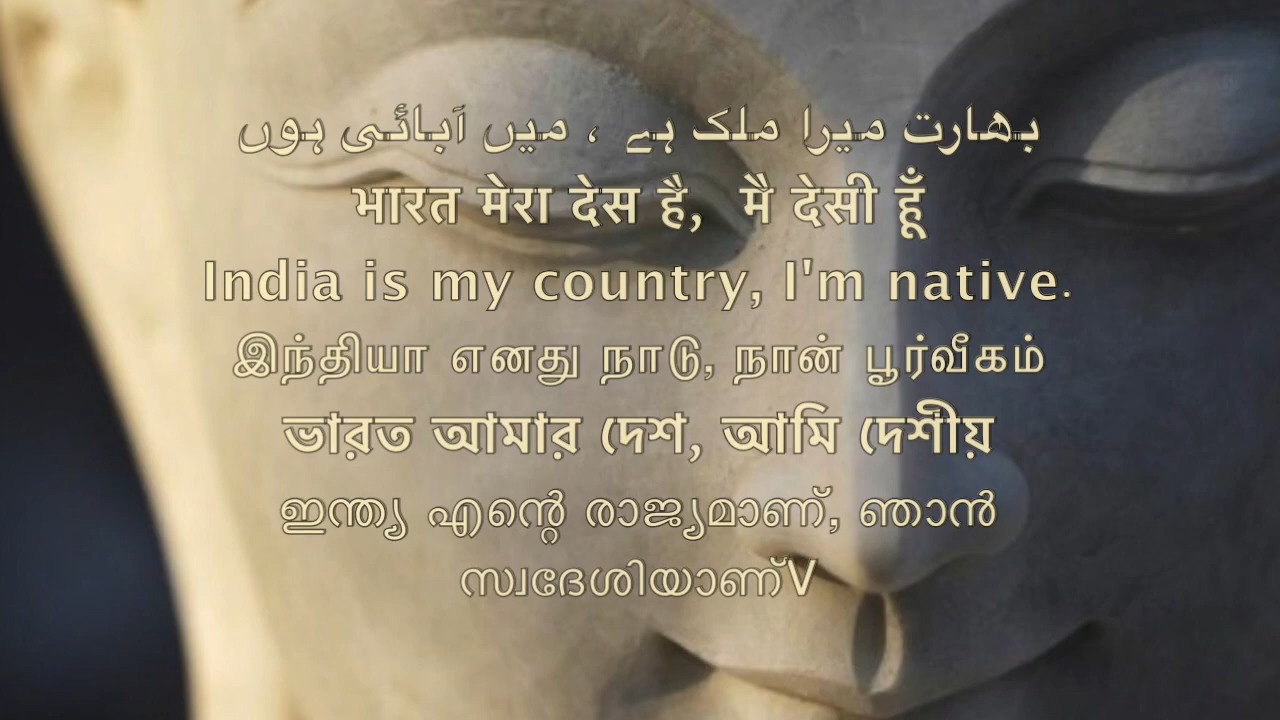 بھارت میرا ملک ہے ، میں آبائی ہوں
भारत मेरा देस है, मै देसी हूँ
India is my country, I'm native.
இந்தியா எனது நாடு, நான் பூர்வீகம்
ভারত আমার দেশ, আমি দেশীয়
ഇന്ത്യ എന്റെ രാജ്യമാണ്, ഞാൻ
സ്വദേശിയാണ്V